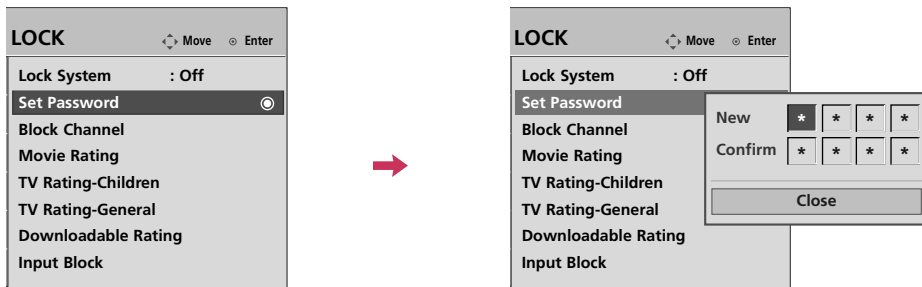 LOCK Move Enter
Lock System : Off
Set Password
Block Channel
Movie Rating
TV Rating-Children
TV Rating-General
Downloadable Rating
Input Block
LOCK Move Enter
Lock System : Off
Set Password
Block Channel
Movie Rating
TV Rating-Children
TV Rating-General
Downloadable Rating
Input Block
New * * * *
Confirm * * * *
Close